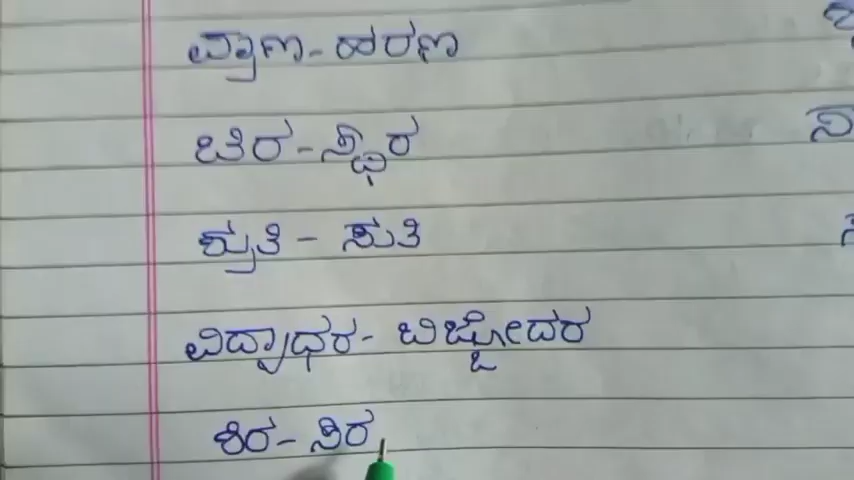 ಪ್ರಾಣ - ಹರಣ
ಶ್ರುತಿ - ಸುತಿ
ವಿದ್ಯಾಧರ - ಬಿಜ್ಜೋದರ
ಶಿರ - ಸಿರ